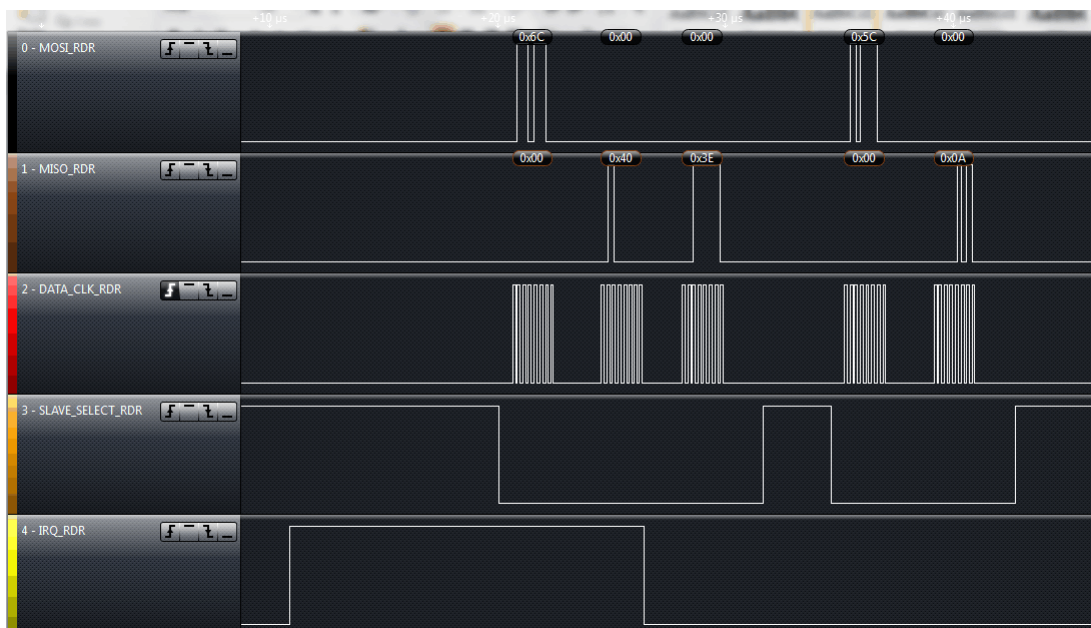 +10 µs +20 µs +30 µs +40 µs
0 - MOSI_RDR 0x6C 0x00 0x00 0x5C 0x00
1 - MISO_RDR 0x00 0x40 0x3E 0x00 0x0A
2 - DATA_CLK_RDR
3 - SLAVE_SELECT_RDR
4 - IRQ_RDR